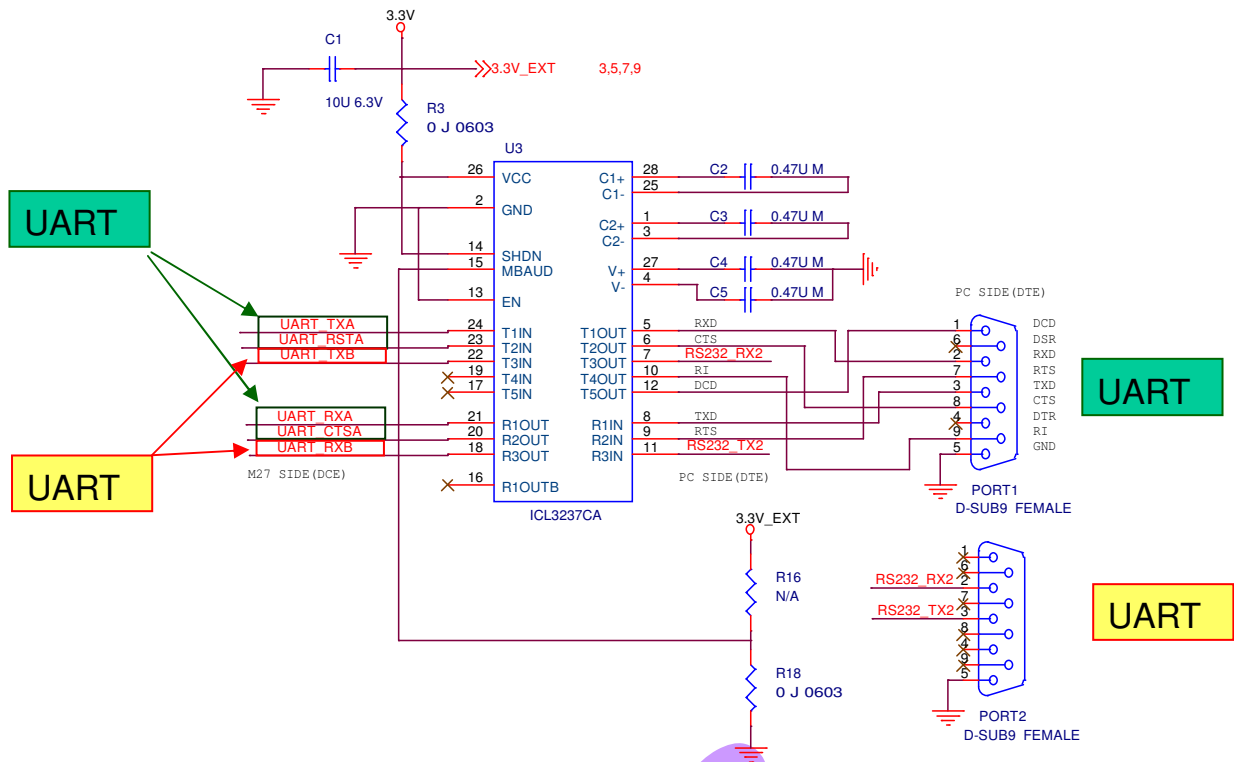 3.3V
C1
3.3V_EXT 3,5,7,9
10U 6.3V
R3
0 J 0603
U3
UART
26 VCC
2 GND
14 SHDN
15 MBAUD
13 EN
UART_TXA 24 T1IN
UART_RSTA 23 T2IN
UART_TXB 22 T3IN
19 T4IN
17 T5IN
UART_RXA 21 R1OUT
UART_CTSA 20 R2OUT
UART_RXB 18 R3OUT
M27 SIDE(DCE)
16 R1OUTB
UART
C1+ 28 C2 0.47U M
C1- 25
C2+ 1 C3 0.47U M
C2- 3
V+ 27 C4 0.47U M
V- 4 C5 0.47U M
T1OUT 5 RXD
T2OUT 6 CTS
T3OUT 7 RS232_RX2
T4OUT 10 RI
T5OUT 12 DCD
R1IN 8 TXD
R2IN 9 RTS
R3IN 11 RS232_TX2
PC SIDE(DTE)
ICL3237CA
PC SIDE(DTE)
1 DCD
6 DSR
2 RXD
7 RTS
3 TXD
8 CTS
4 DTR
9 RI
5 GND
PORT1
D-SUB9 FEMALE
UART
3.3V_EXT
R16
N/A
R18
0 J 0603
1
6
RS232_RX2 2
7
RS232_TX2 3
8
4
9
5
PORT2
D-SUB9 FEMALE
UART